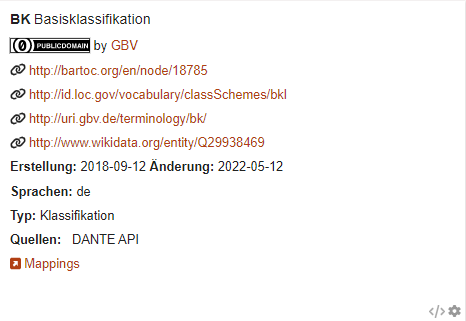 BK Basisklassifikation
0 PUBLICDOMAIN by GBV
http://bartoc.org/en/node/18785
http://id.loc.gov/vocabulary/classSchemes/bkl
http://uri.gbv.de/terminology/bk/
http://www.wikidata.org/entity/Q29938469
Erstellung: 2018-09-12 Änderung: 2022-05-12
Sprachen: de
Typ: Klassifikation
Quellen: DANTE API
Mappings